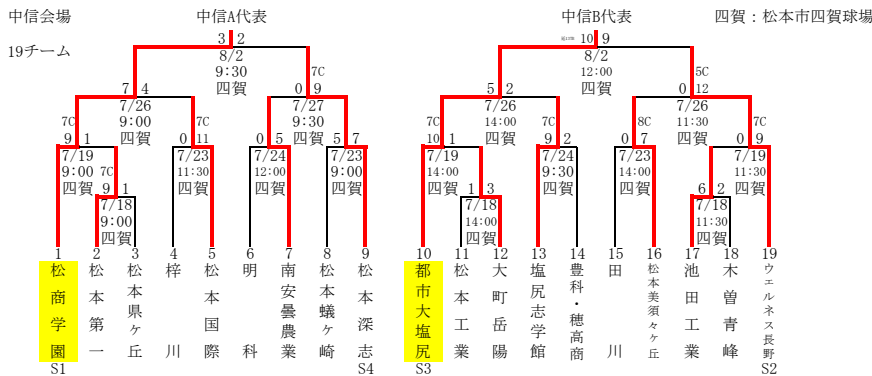 中信会場
中信A代表
中信B代表
四賀：松本市四賀球場
19チーム
3 2
8/2
9:30
四賀
10 9
8/2
12:00
四賀
7C
5C
7 4
7/26
9:00
四賀
0 9
7/27
9:30
四賀
5 2
7/26
14:00
四賀
0 12
7/26
11:30
四賀
7C
7C
7C
7C
8C
7C
9 1
7/19
9:00
四賀
0 11
7/23
11:30
四賀
0 5
7/24
12:00
四賀
5 7
7/23
9:00
四賀
10 1
7/19
14:00
四賀
9 2
7/24
9:30
四賀
0 7
7/23
14:00
四賀
0 9
7/19
11:30
四賀
7C
9 1
7/18
9:00
四賀
1 3
7/18
14:00
四賀
6 2
7/18
11:30
四賀
1 2 3 4 5 6 7 8 9 10 11 12 13 14 15 16 17 18 19
松商学園
松本第一
松本県ケ丘
梓川
松本国際
明科
南安曇農業
松本蟻ケ崎
松本深志
都市大塩尻
松本工業
大町岳陽
塩尻志学館
豊科・穂高商
田川
松本美須々ケ丘
池田工業
木曽青峰
ウェルネス長野
S1 S4 S3 S2